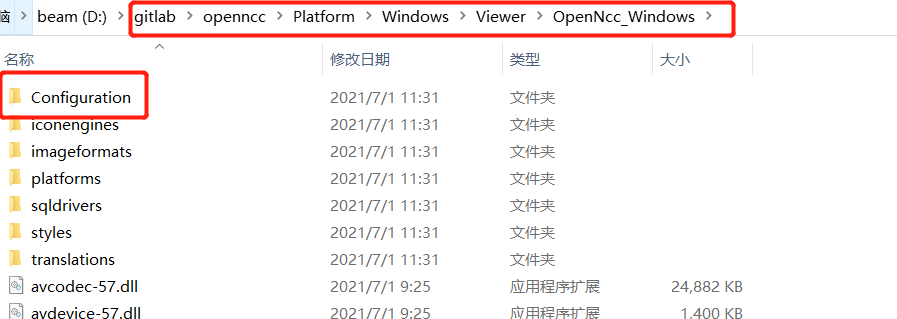 脑 > beam (D:) > gitlab > openncc > Platform > Windows > Viewer > OpenNcc_Windows >
名称 修改日期 类型 大小
Configuration 2021/7/1 11:31 文件夹
iconengines 2021/7/1 11:31 文件夹
imageformats 2021/7/1 11:31 文件夹
platforms 2021/7/1 11:31 文件夹
sqldrivers 2021/7/1 11:31 文件夹
styles 2021/7/1 11:31 文件夹
translations 2021/7/1 11:31 文件夹
avcodec-57.dll 2021/7/1 9:25 应用程序扩展 24,882 KB
avdevice-57.dll 2021/7/1 9:25 应用程序扩展 1,400 KB